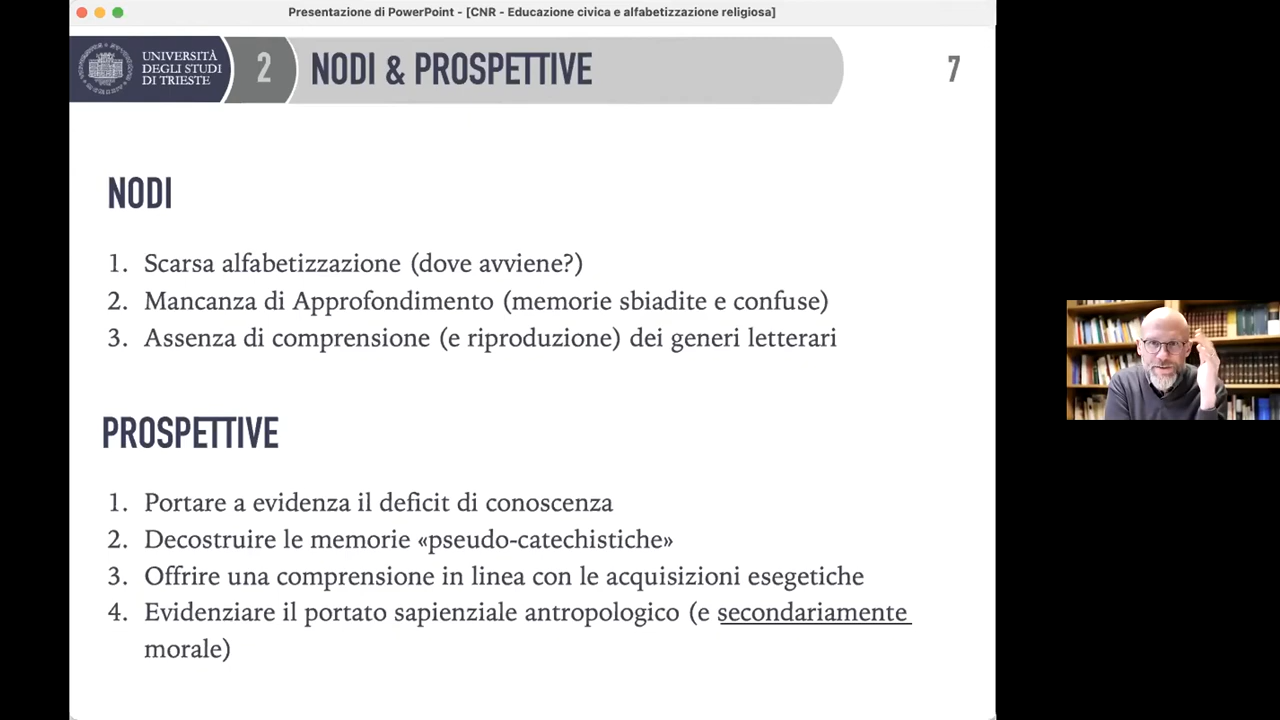 Presentazione di PowerPoint - [CNR - Educazione civica e alfabetizzazione religiosa]
UNIVERSITÀ
DEGLI STUDI
DI TRIESTE
2
NODI & PROSPETTIVE
7
NODI
1. Scarsa alfabetizzazione (dove avviene?)
2. Mancanza di Approfondimento (memorie sbiadite e confuse)
3. Assenza di comprensione (e riproduzione) dei generi letterari
PROSPETTIVE
1. Portare a evidenza il deficit di conoscenza
2. Decostruire le memorie «pseudo-catechistiche»
3. Offrire una comprensione in linea con le acquisizioni esegetiche
4. Evidenziare il portato sapienziale antropologico (e secondariamente
morale)